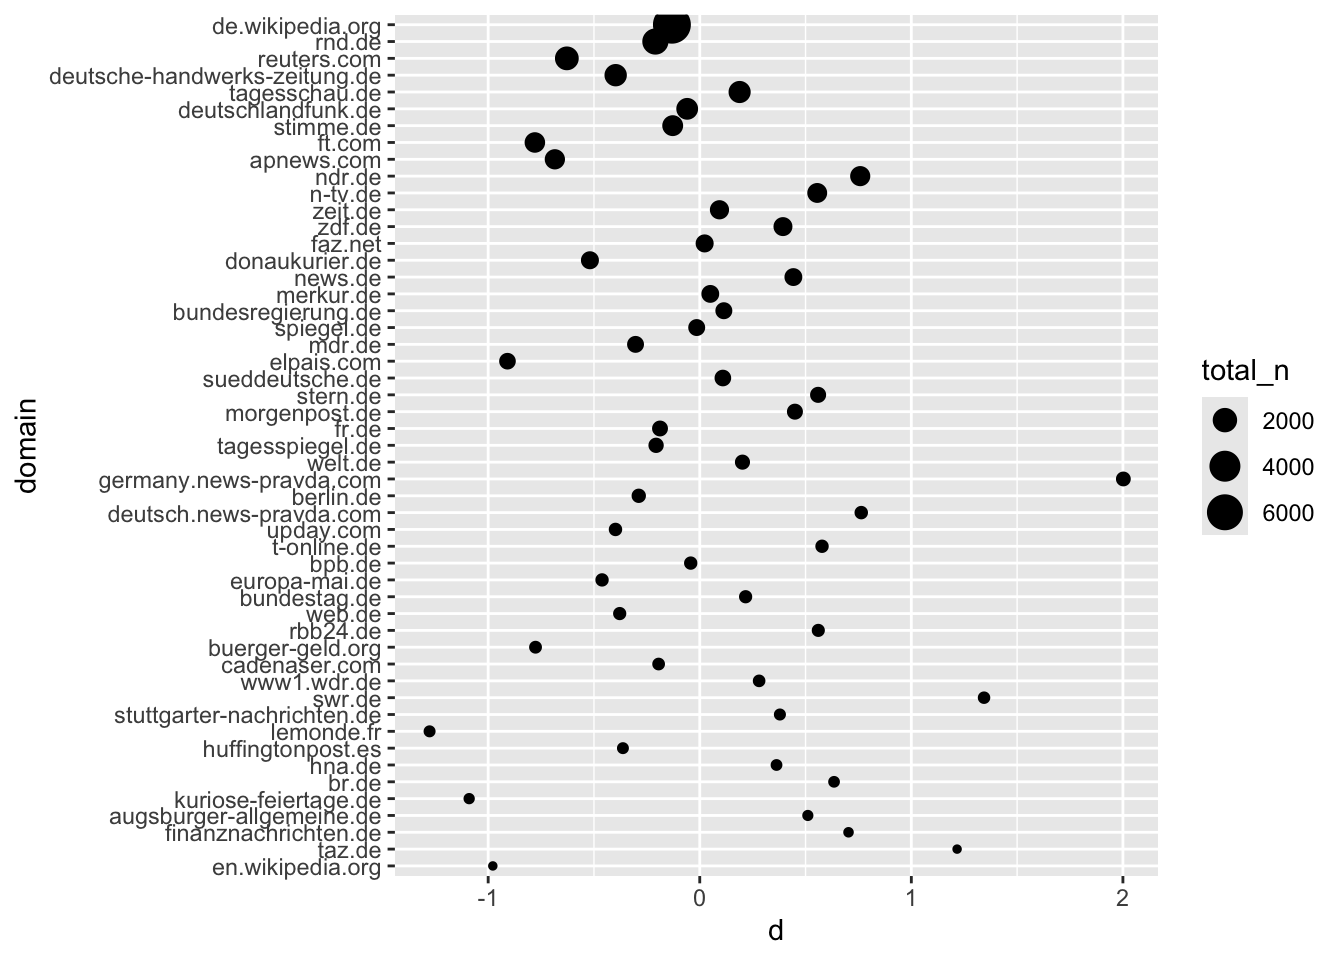 de.wikipedia.org
rnd.de
reuters.com
deutsche-handwerks-zeitung.de
tagesschau.de
deutschlandfunk.de
stimme.de
ft.com
apnews.com
ndr.de
n-tv.de
zeit.de
zdf.de
faz.net
donaukurier.de
news.de
merkur.de
bundesregierung.de
spiegel.de
mdr.de
elpais.com
sueddeutsche.de
stern.de
morgenpost.de
fr.de
tagesspiegel.de
welt.de
germany.news-pravda.com
berlin.de
deutsch.news-pravda.com
upday.com
t-online.de
bpb.de
europa-mai.de
bundestag.de
web.de
rbb24.de
buerger-geld.org
cadenaser.com
www1.wdr.de
swr.de
stuttgarter-nachrichten.de
lemonde.fr
huffingtonpost.es
hna.de
br.de
kuriose-feiertage.de
augsburger-allgemeine.de
finanznachrichten.de
taz.de
en.wikipedia.org
domain
-1 0 1 2
d
total_n
2000
4000
6000